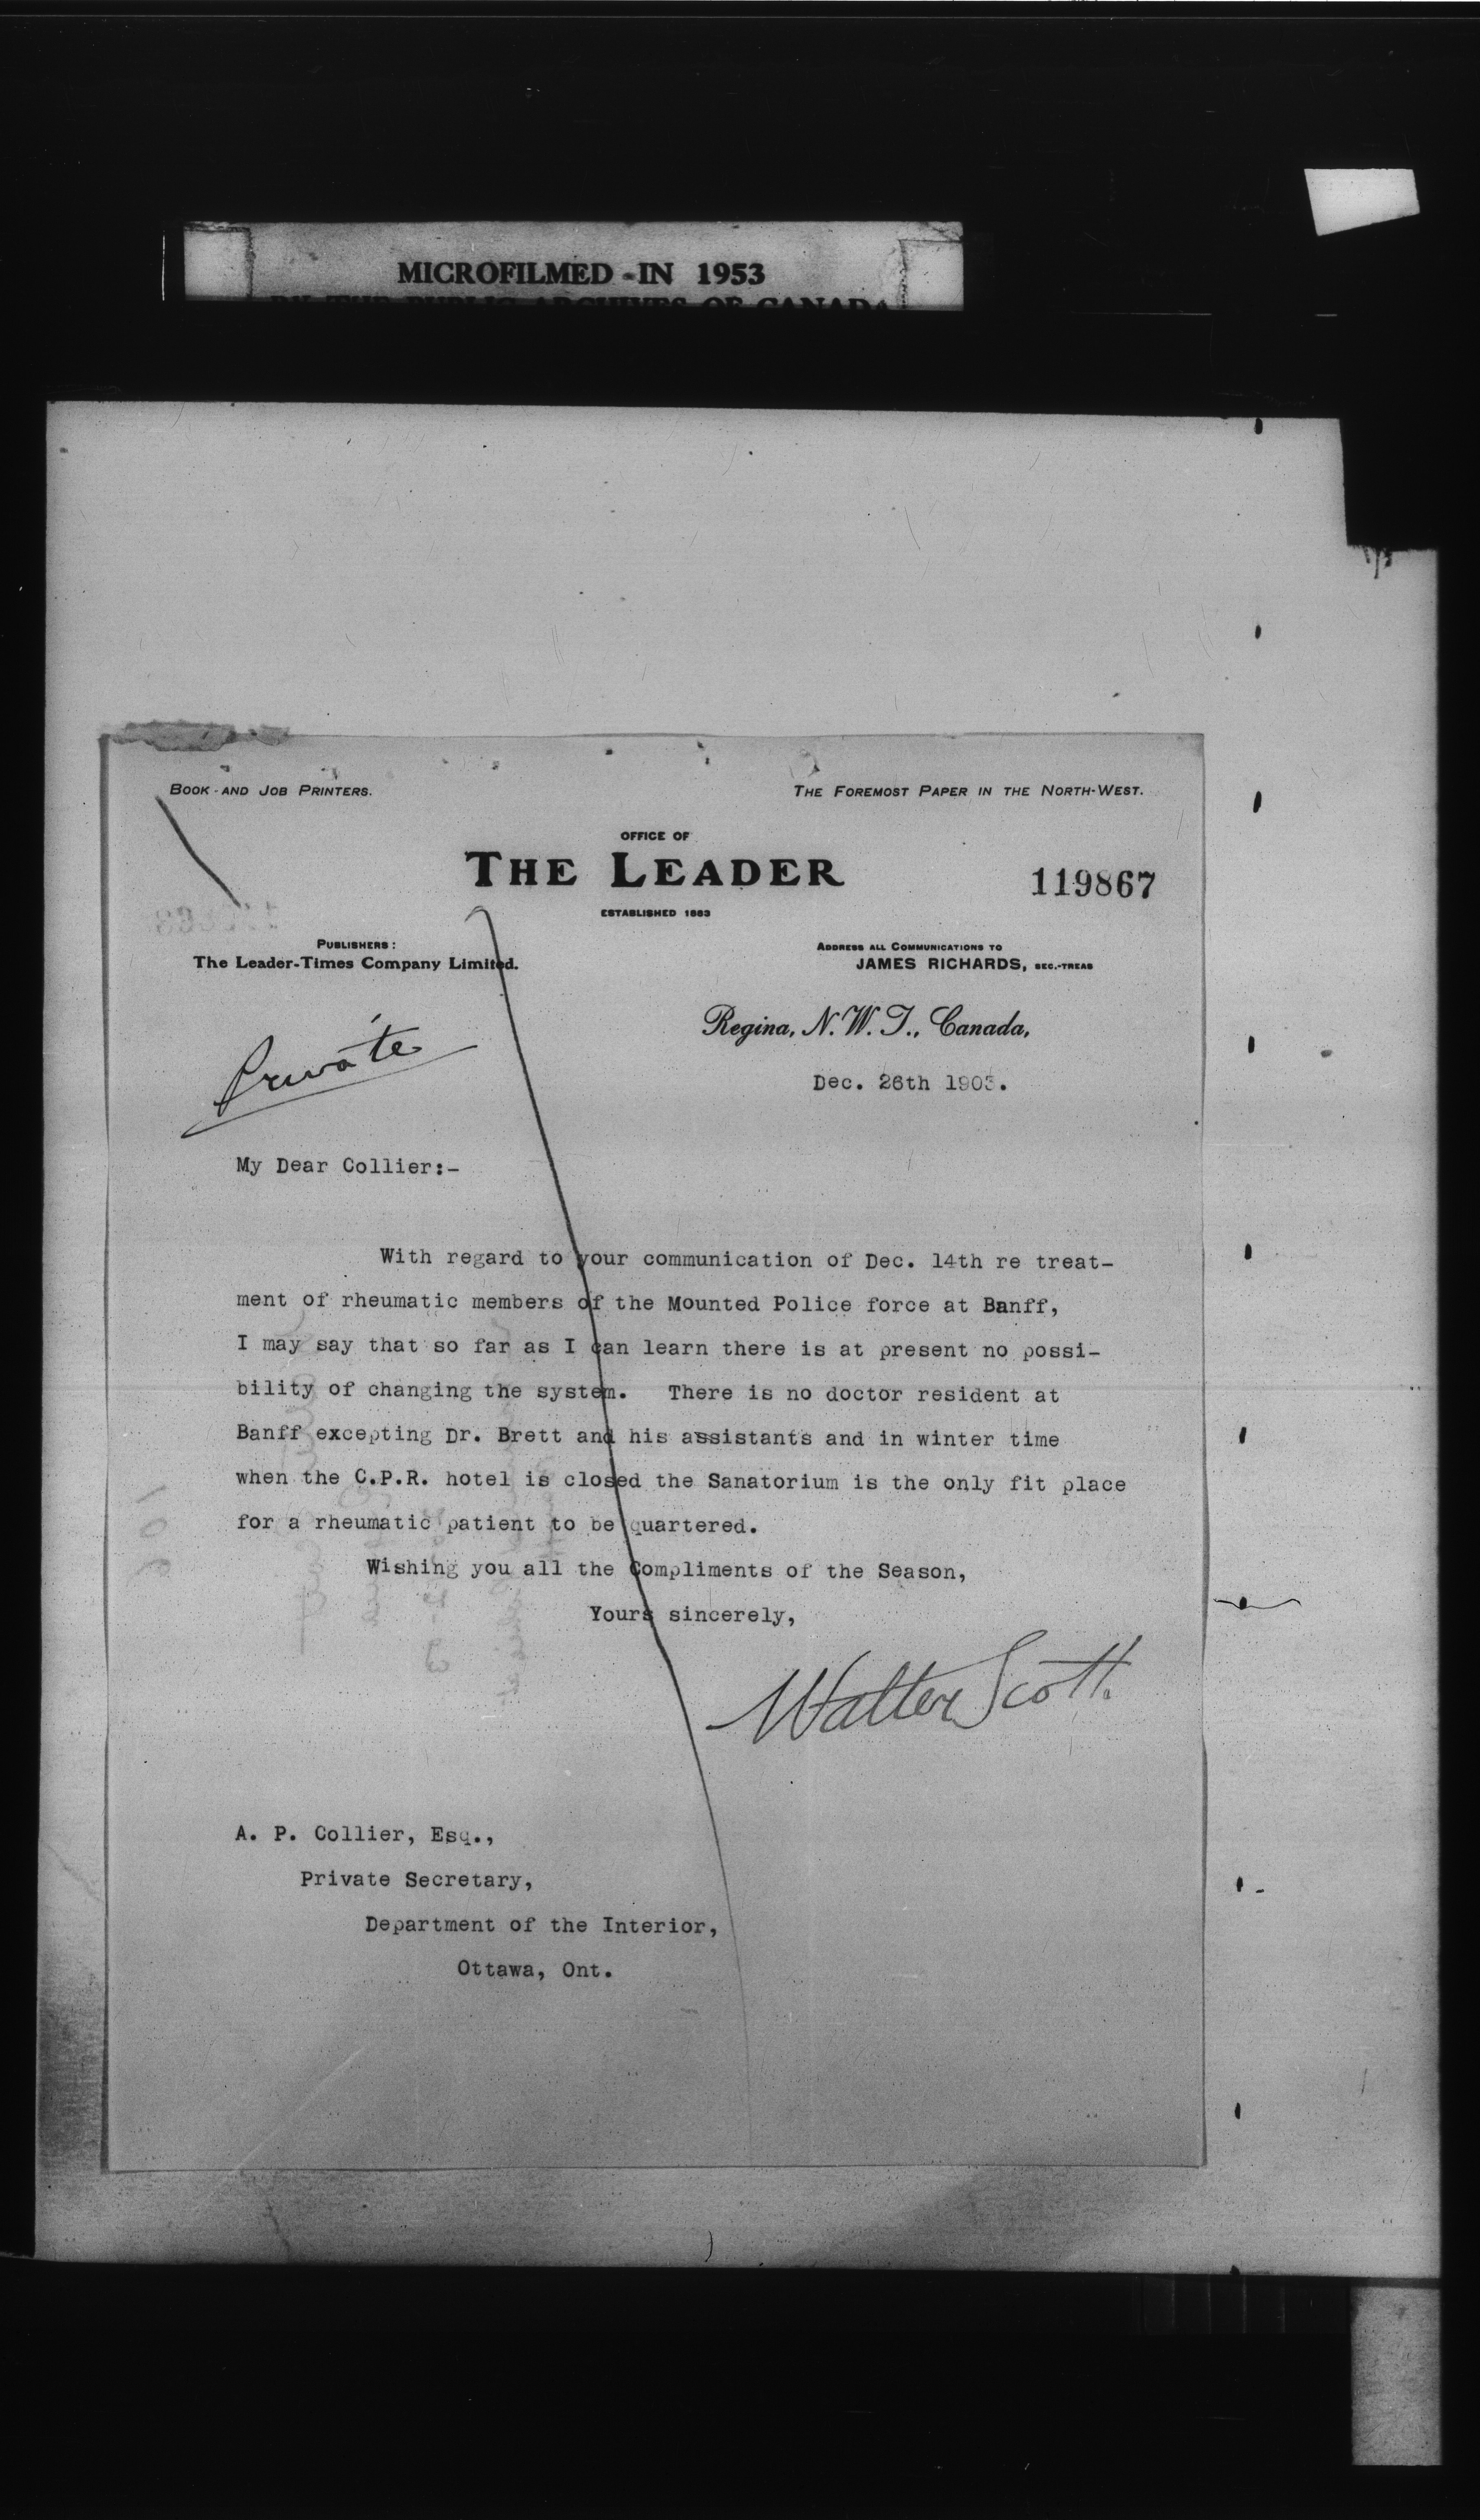 MICROFILMED IN 1953
BY THE PUBLIC ARCHIVES OF CANADA
BOOK AND JOB PRINTERS.
THE FOREMOST PAPER IN THE NORTH-WEST.
OFFICE OF
THE LEADER
119867
ESTABLISHED 1883
PUBLISHERS:
The Leader-Times Company Limited.
ADDRESS ALL COMMUNICATIONS TO
JAMES RICHARDS, SEC.-TREAS
Regina, N.W.T., Canada,
Private
Dec. 26th 1903.
My Dear Collier:-
With regard to your communication of Dec. 14th re treat-
ment of rheumatic members of the Mounted Police force at Banff,
I may say that so far as I can learn there is at present no possi-
bility of changing the system. There is no doctor resident at
Banff excepting Dr. Brett and his assistants and in winter time
when the C.P.R. hotel is closed the Sanatorium is the only fit place
for a rheumatic patient to be quartered.
Wishing you all the Compliments of the Season,
Yours sincerely,
Walter Scott.
A. P. Collier, Esq.,
Private Secretary,
Department of the Interior,
Ottawa, Ont.